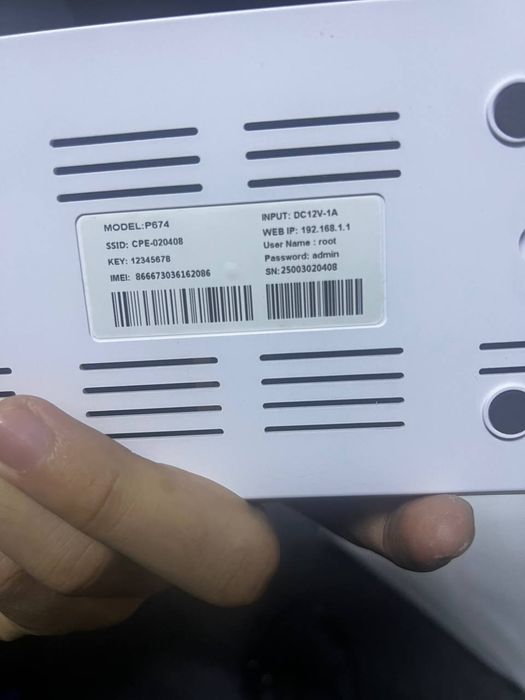 MODEL:P674
SSID: CPE-020408
KEY: 12345678
IMEI: 866673036162086
INPUT: DC12V-1A
WEB IP: 192.168.1.1
User Name : root
Password: admin
SN:25003020408